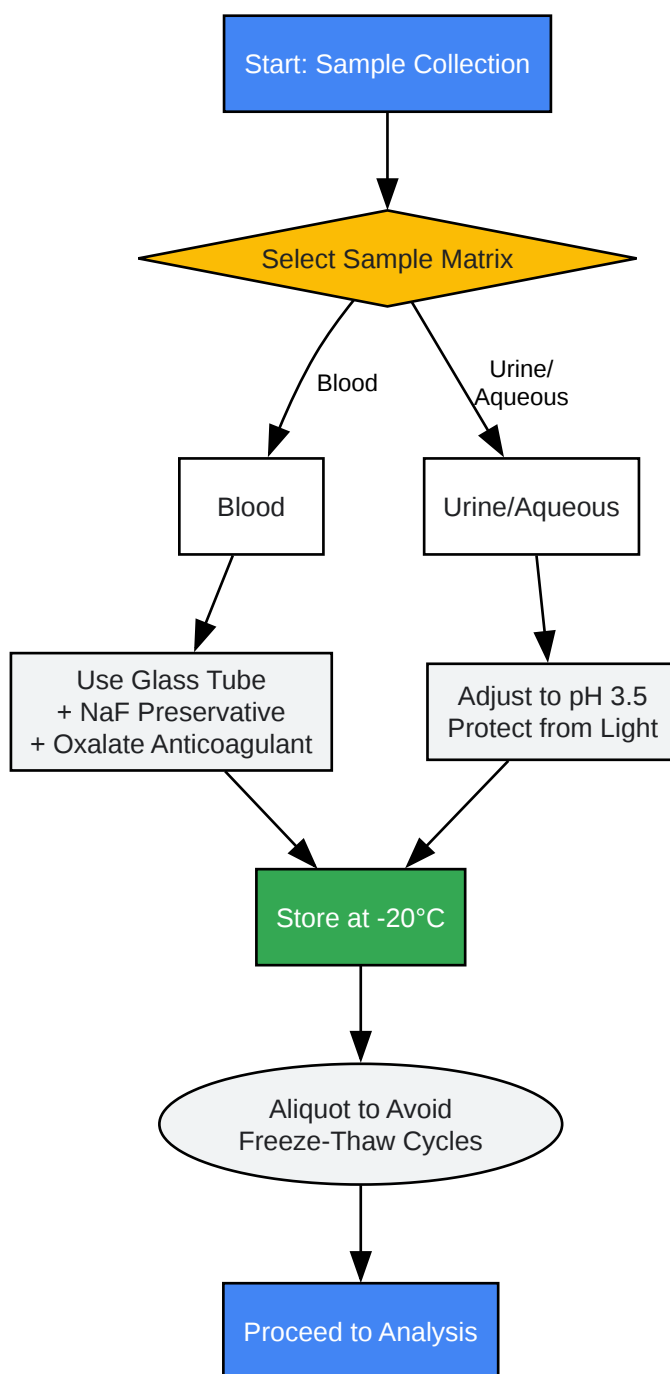 Start: Sample Collection
Select Sample Matrix
Blood
Urine/
Aqueous
Blood
Urine/Aqueous
Use Glass Tube
+ NaF Preservative
+ Oxalate Anticoagulant
Adjust to pH 3.5
Protect from Light
Store at -20°C
Aliquot to Avoid
Freeze-Thaw Cycles
Proceed to Analysis